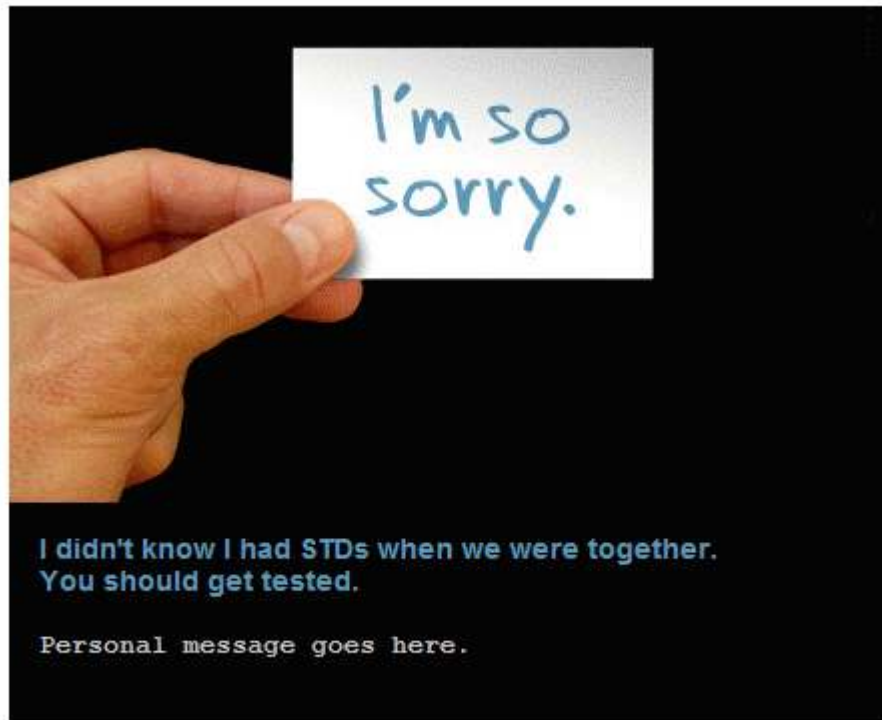 I'm so
sorry.
I didn't know I had STDs when we were together.
You should get tested.
Personal message goes here.